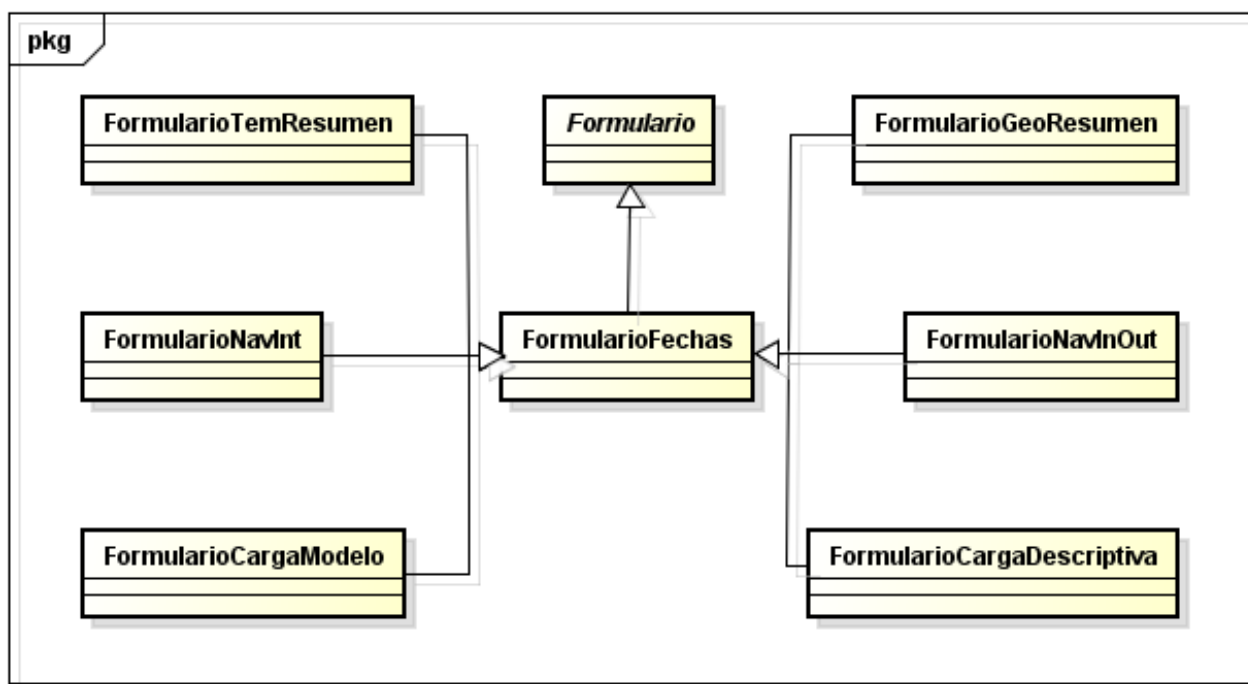 pkg
FormularioTemResumen
Formulario
FormularioGeoResumen
FormularioNavInt
FormularioFechas
FormularioNavInOut
FormularioCargaModelo
FormularioCargaDescriptiva